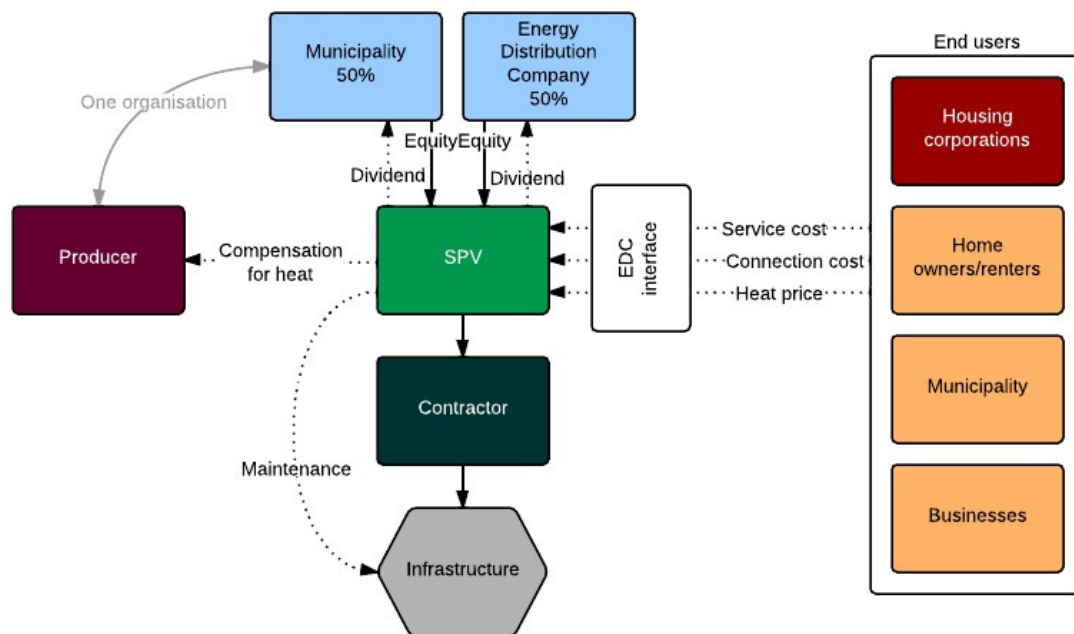 Municipality
50%
Energy
Distribution
Company
50%
End users
One organisation
Housing
corporations
Equity
Equity
Dividend
Dividend
Producer
Compensation
for heat
SPV
EDC
interface
Service cost
Connection cost
Heat price
Home
owners/renters
Contractor
Municipality
Maintenance
Infrastructure
Businesses